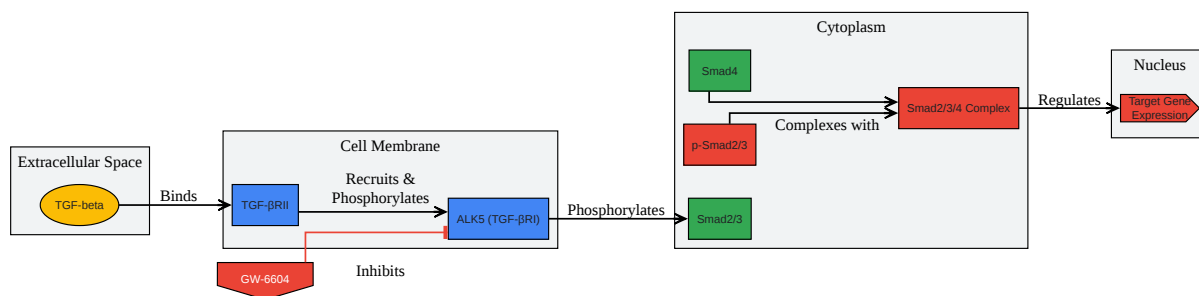 Extracellular Space
TGF-beta
Binds
Cell Membrane
TGF-βRII
Recruits &
Phosphorylates
ALK5 (TGF-βRI)
GW-6604
Inhibits
Phosphorylates
Cytoplasm
Smad4
p-Smad2/3
Complexes with
Smad2/3
Smad2/3/4 Complex
Regulates
Nucleus
Target Gene
Expression